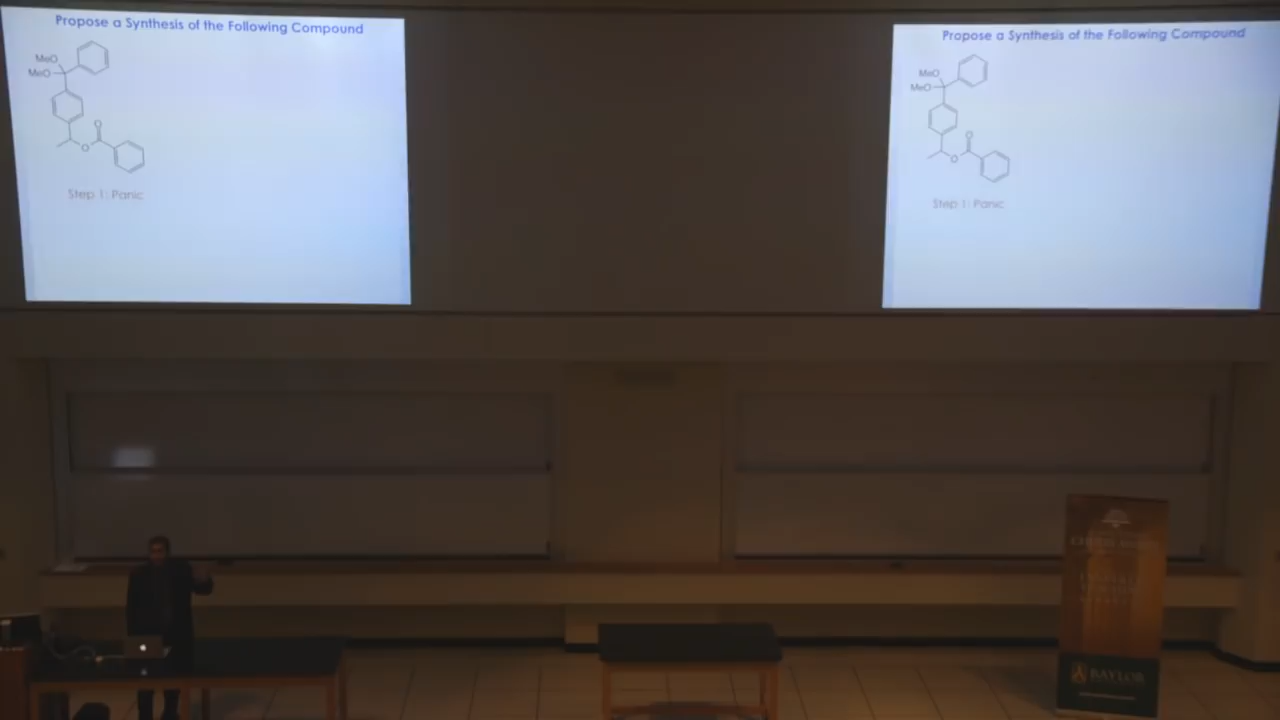 Propose a Synthesis of the Following Compound
MeO
MeO
O
O
Step 1: Panic
Propose a Synthesis of the Following Compound
MeO
MeO
O
O
Step 1: Panic
BAYLOR